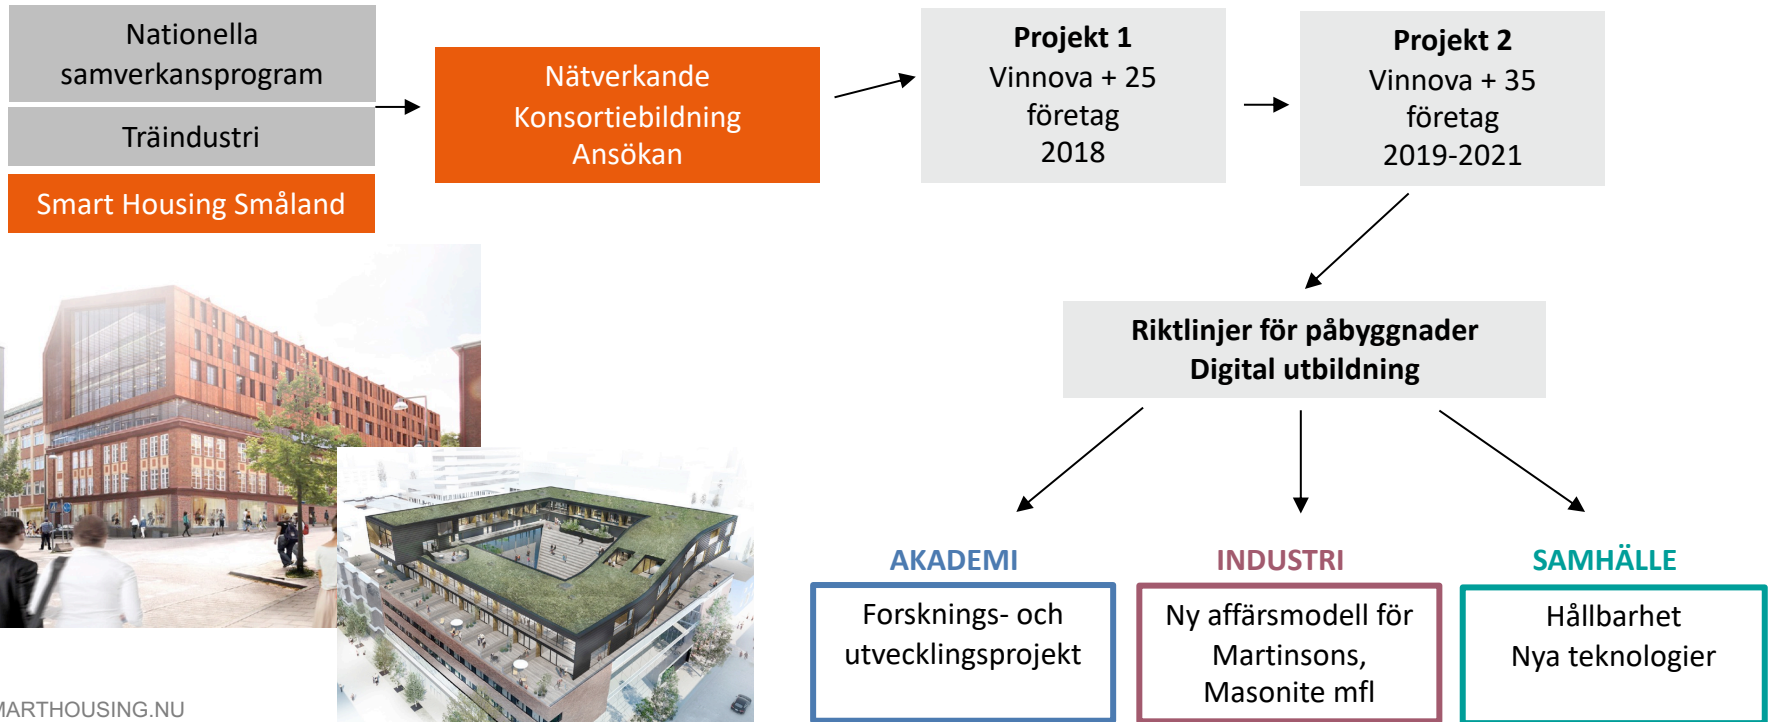 Nationella
samverkansprogram
Träindustri
Smart Housing Småland
Nätverkande
Konsortiebildning
Ansökan
Projekt 1
Vinnova + 25
företag
2018
Projekt 2
Vinnova + 35
företag
2019-2021
Riktlinjer för påbyggnader
Digital utbildning
AKADEMI
Forsknings- och
utvecklingsprojekt
INDUSTRI
Ny affärsmodell för
Martinsons,
Masonite mfl
SAMHÄLLE
Hållbarhet
Nya teknologier
MARTHOUSING.NU